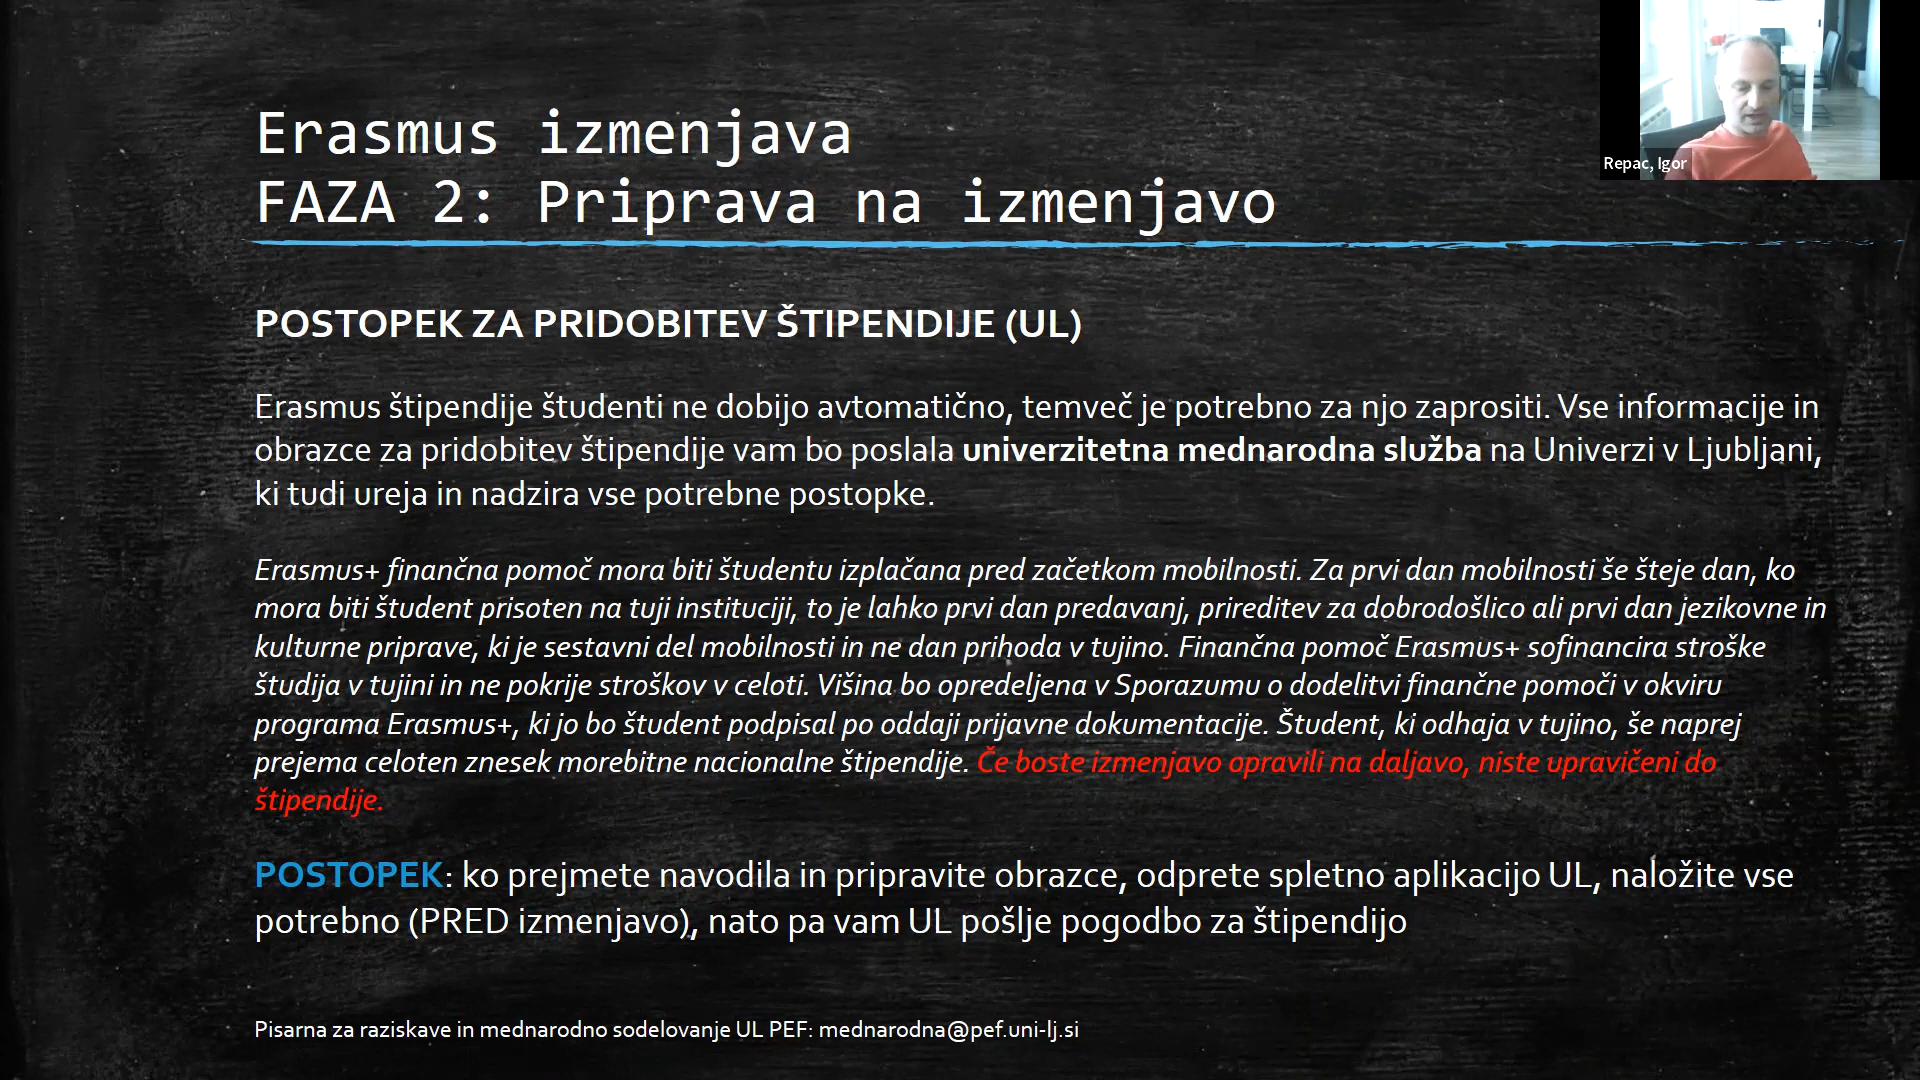 Erasmus izmenjava
FAZA 2: Priprava na izmenjavo
Repac, Igor
POSTOPEK ZA PRIDOBITEV ŠTIPENDIJE (UL)
Erasmus štipendije študenti ne dobijo avtomatično, temveč je potrebno za njo zaprositi. Vse informacije in
obrazce za pridobitev štipendije vam bo poslala univerzitetna mednarodna služba na Univerzi v Ljubljani,
ki tudi ureja in nadzira vse potrebne postopke.
Erasmus+ finančna pomoč mora biti študentu izplačana pred začetkom mobilnosti. Za prvi dan mobilnosti še šteje dan, ko
mora biti študent prisoten na tuji instituciji, to je lahko prvi dan predavanj, prireditev za dobrodošlico ali prvi dan jezikovne in
kulturne priprave, ki je sestavni del mobilnosti in ne dan prihoda v tujino. Finančna pomoč Erasmus+ sofinancira stroške
študija v tujini in ne pokrije stroškov v celoti. Višina bo opredeljena v Sporazumu o dodelitvi finančne pomoči v okviru
programa Erasmus+, ki jo bo študent podpisal po oddaji prijavne dokumentacije. Študent, ki odhaja v tujino, še naprej
prejema celoten znesek morebitne nacionalne štipendije. Če boste izmenjavo opravili na daljavo, niste upravičeni do
štipendije.
POSTOPEK: ko prejmete navodila in pripravite obrazce, odprete spletno aplikacijo UL, naložite vse
potrebno (PRED izmenjavo), nato pa vam UL pošlje pogodbo za štipendijo
Pisarna za raziskave in mednarodno sodelovanje UL PEF: mednarodna@pef.uni-lj.si